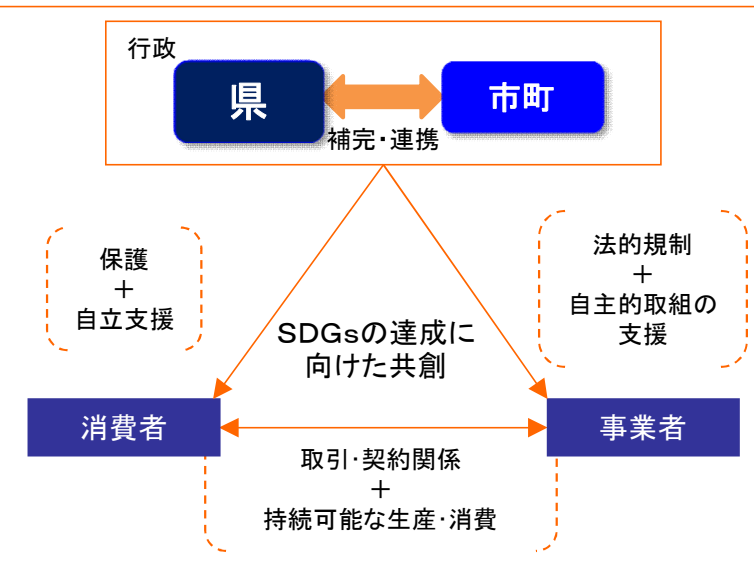 行政
県
市町
補完・連携
保護
＋
自立支援
法的規制
＋
自主的取組の
支援
SDGsの達成に
向けた共創
消費者
事業者
取引・契約関係
＋
持続可能な生産・消費